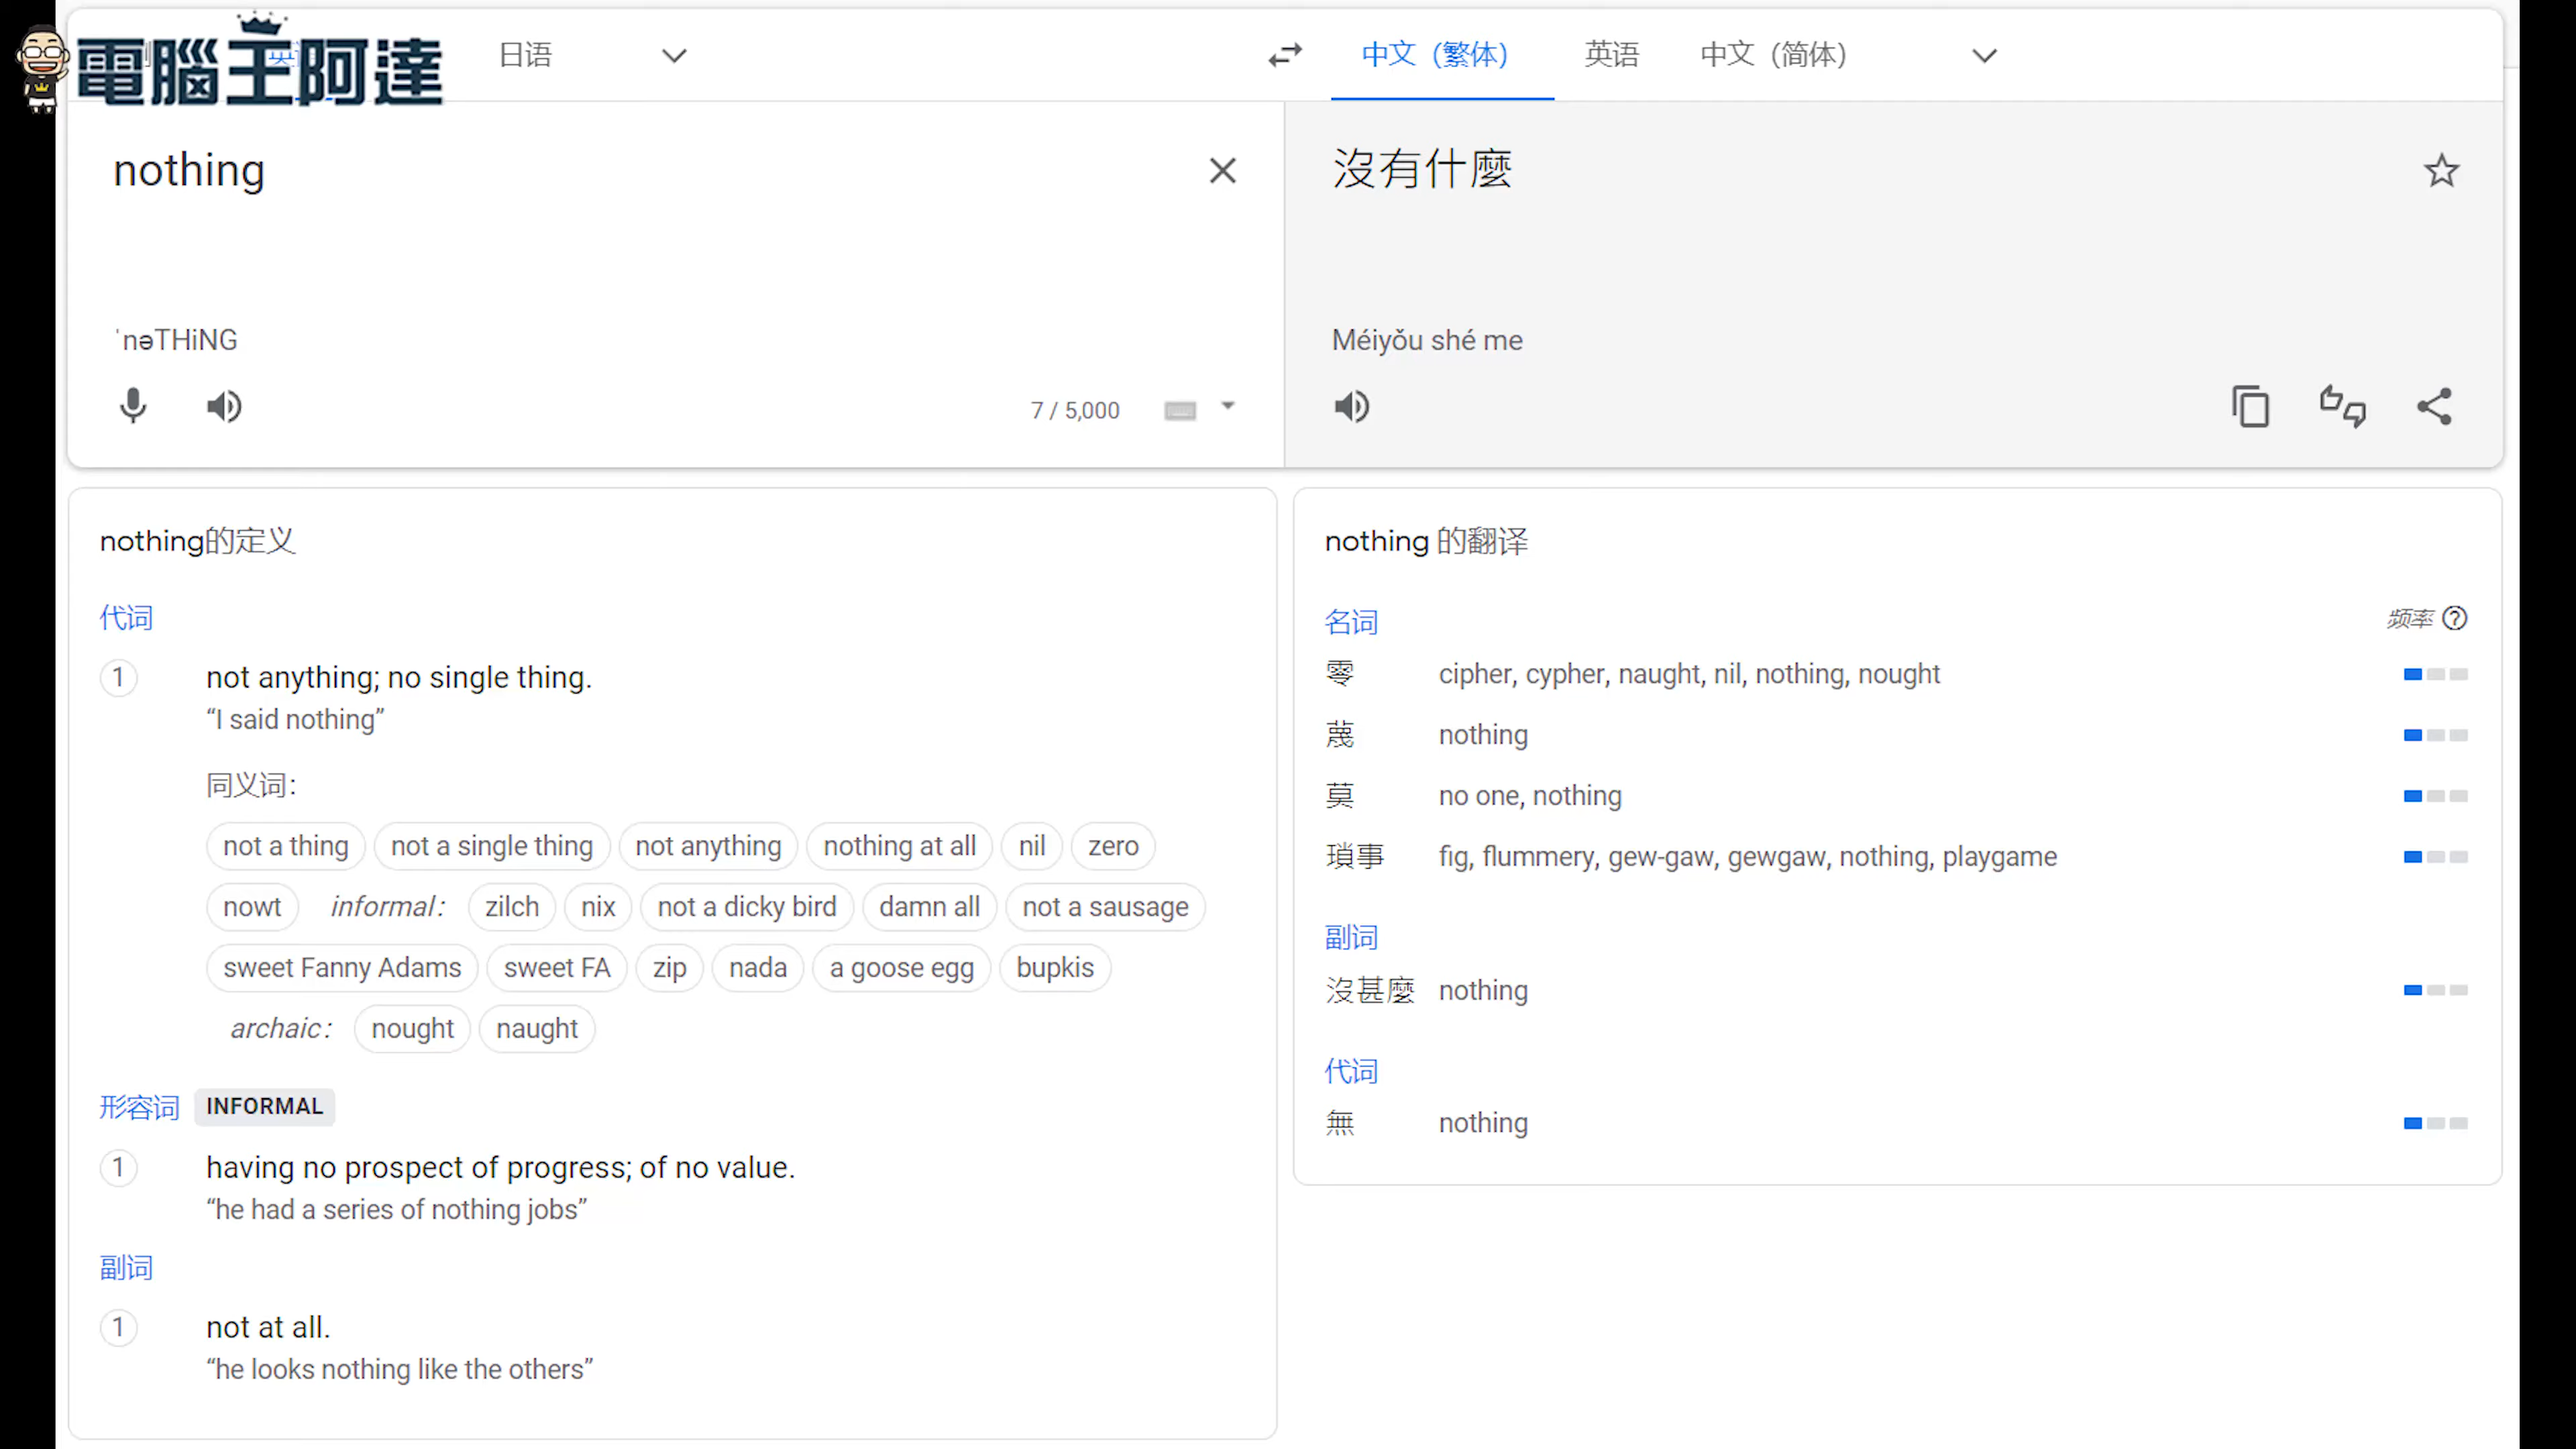 電腦王阿達
日语
中文（繁体）
英语
中文（简体）
nothing
沒有什麼
ˈnəTHiNG
Méiyǒu shé me
7 / 5,000
nothing的定义
代词
1
not anything; no single thing.
“I said nothing”
同义词：
not a thing not a single thing not anything nothing at all nil zero
nowt informal: zilch nix not a dicky bird damn all not a sausage
sweet Fanny Adams sweet FA zip nada a goose egg bupkis
archaic: nought naught
形容词 INFORMAL
1
having no prospect of progress; of no value.
“he had a series of nothing jobs”
副词
1
not at all.
“he looks nothing like the others”
nothing 的翻译
名词
频率
零 cipher, cypher, naught, nil, nothing, nought
蔑 nothing
莫 no one, nothing
瑣事 fig, flummery, gew-gaw, gewgaw, nothing, playgame
副词
沒甚麼 nothing
代词
無 nothing